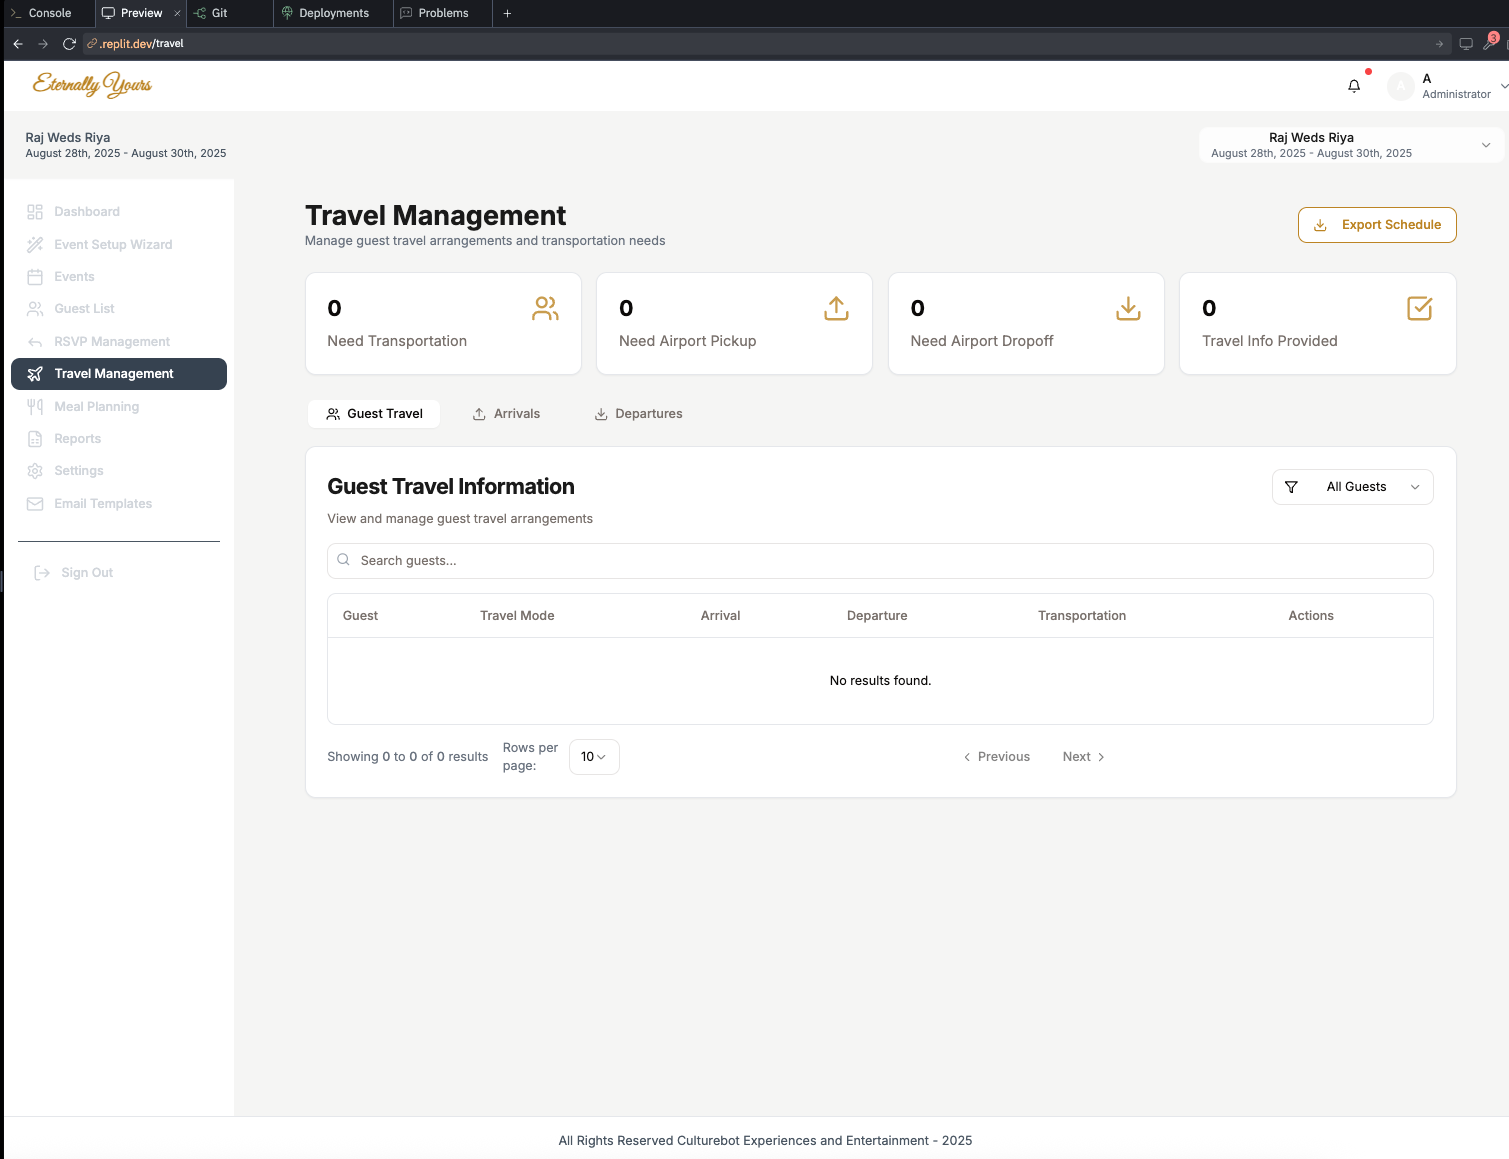 Console
Preview
Git
Deployments
Problems
.replit.dev/travel
3
Eternally Yours
A
A
Administrator
Raj Weds Riya
August 28th, 2025 - August 30th, 2025
Raj Weds Riya
August 28th, 2025 - August 30th, 2025
Dashboard
Event Setup Wizard
Events
Guest List
RSVP Management
Travel Management
Meal Planning
Reports
Settings
Email Templates
Sign Out
Travel Management
Manage guest travel arrangements and transportation needs
Export Schedule
0
Need Transportation
0
Need Airport Pickup
0
Need Airport Dropoff
0
Travel Info Provided
Guest Travel
Arrivals
Departures
Guest Travel Information
View and manage guest travel arrangements
All Guests
Search guests...
Guest
Travel Mode
Arrival
Departure
Transportation
Actions
No results found.
Showing 0 to 0 of 0 results
Rows per
page:
10
Previous
Next
All Rights Reserved Culturebot Experiences and Entertainment - 2025